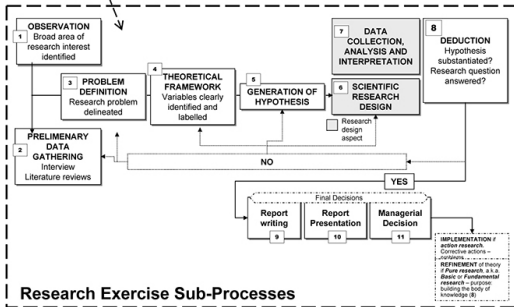 1
OBSERVATION
Broad area of
research interest
identified
2
PRELIMENARY
DATA
GATHERING
Interview
Literature reviews
3
PROBLEM
DEFINITION
Research problem
delineated
4
THEORETICAL
FRAMEWORK
Variables clearly
identified and
labelled
5
GENERATION OF
HYPOTHESIS
6
SCIENTIFIC
RESEARCH
DESIGN
Research
design
aspect
7
DATA
COLLECTION,
ANALYSIS AND
INTERPRETATION
8
DEDUCTION
Hypothesis
substantiated?
Research question
answered?
NO
YES
Final Decisions
Report
writing
9
Report
Presentation
10
Managerial
Decision
11
IMPLEMENTATION if
action research.
Corrective actions –
REFINEMENT of theory
if Pure research, a.k.a.
Basic or Fundamental
research – purpose
building the body of
knowledge (8)
Research Exercise Sub-Processes